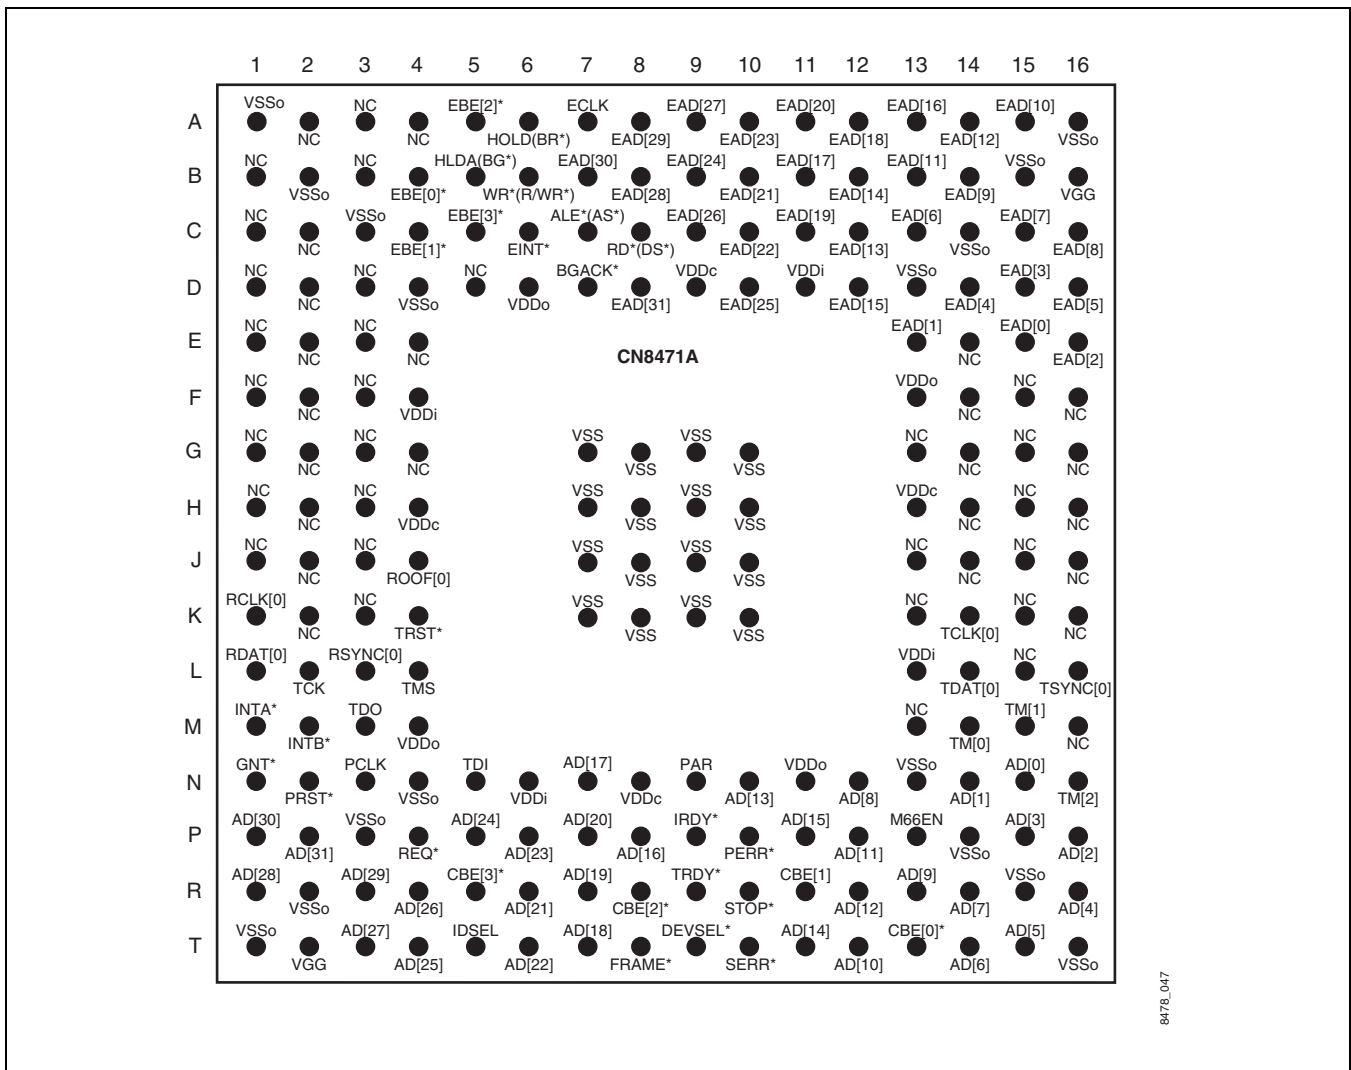 1 2 3 4 5 6 7 8 9 10 11 12 13 14 15 16
VSSo NC EBE[2]* ECLK EAD[27] EAD[20] EAD[16] EAD[10]
A
NC NC HOLD(BR*) EAD[29] EAD[23] EAD[18] EAD[12] VSSo
NC NC HLDA(BG*) EAD[30] EAD[24] EAD[17] EAD[11] VSSo
B
VSSo EBE[0]* WR*(R/WR*) EAD[28] EAD[21] EAD[14] EAD[9] VGG
NC VSSo EBE[3]* ALE*(AS*) EAD[26] EAD[19] EAD[6] EAD[7]
C
NC EBE[1]* EINT* RD*(DS*) EAD[22] EAD[13] VSSo EAD[8]
NC NC NC BGACK* VDDc VDDi VSSo EAD[3]
D
NC VSSo VDDo EAD[31] EAD[25] EAD[15] EAD[4] EAD[5]
NC NC EAD[1] EAD[0]
E
NC NC CN8471A NC EAD[2]
NC NC VDDo NC
F
NC VDDi NC NC
NC NC VSS VSS NC NC
G
NC NC VSS VSS NC NC
NC NC VSS VSS VDDc NC
H
NC VDDc VSS VSS NC NC
NC NC VSS VSS NC NC
J
NC ROOF[0] VSS VSS NC NC
RCLK[0] NC VSS VSS NC NC
K
NC TRST* VSS VSS TCLK[0] NC
RDAT[0] RSYNC[0] VDDi NC
L
TCK TMS TDAT[0] TSYNC[0]
INTA* TDO NC TM[1]
M
INTB* VDDo TM[0] NC
GNT* PCLK TDI AD[17] PAR VDDo VSSo AD[0]
N
PRST* VSSo VDDi VDDc AD[13] AD[8] AD[1] TM[2]
AD[30] VSSo AD[24] AD[20] IRDY* AD[15] M66EN AD[3]
P
AD[31] REQ* AD[23] AD[16] PERR* AD[11] VSSo AD[2]
AD[28] AD[29] CBE[3]* AD[19] TRDY* CBE[1] AD[9] VSSo
R
VSSo AD[26] AD[21] CBE[2]* STOP* AD[12] AD[7] AD[4]
VSSo AD[27] IDSEL AD[18] DEVSEL* AD[14] CBE[0]* AD[5]
T
VGG AD[25] AD[22] FRAME* SERR* AD[10] AD[6] VSSo
8478_047